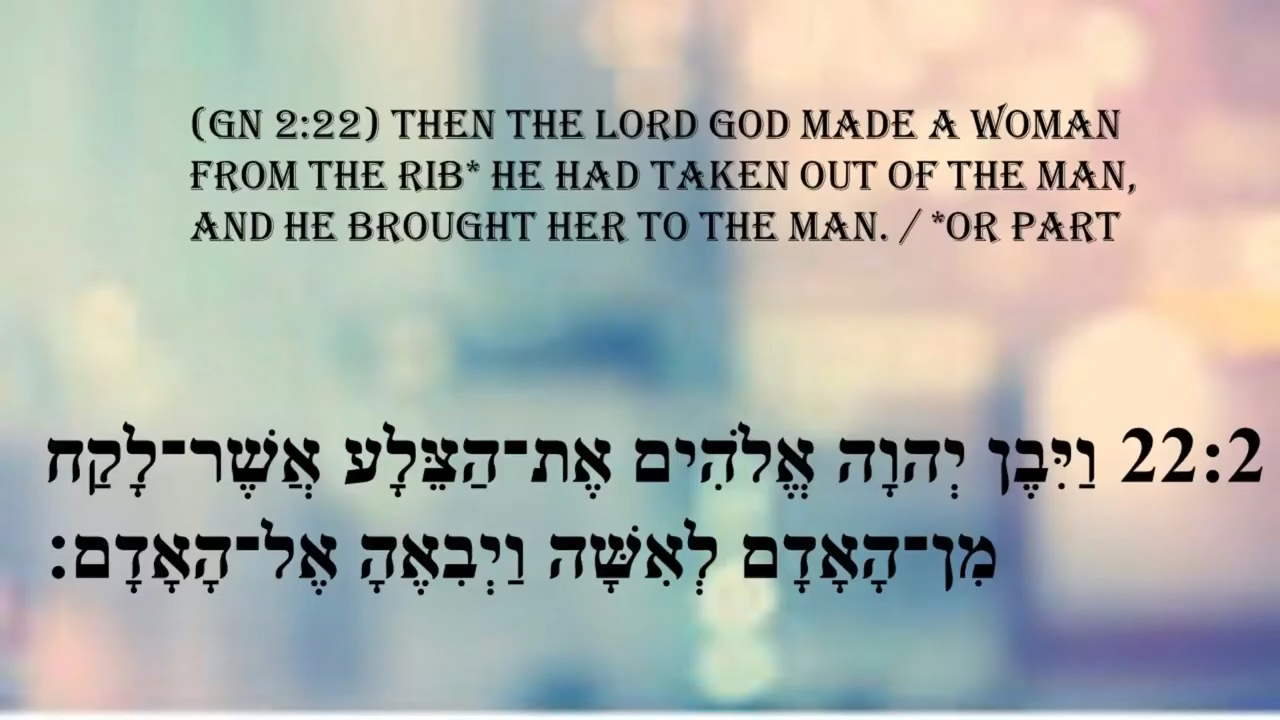 (GN 2:22) THEN THE LORD GOD MADE A WOMAN
FROM THE RIB* HE HAD TAKEN OUT OF THE MAN,
AND HE BROUGHT HER TO THE MAN. / *OR PART
22:2 וַיִּבֶן יְהוָה אֱלֹהִים אֶת־הַצֵּלָע אֲשֶׁר־לָקַח
מִן־הָאָדָם לְאִשָּׁה וַיְבִאֶהָ אֶל־הָאָדָם: